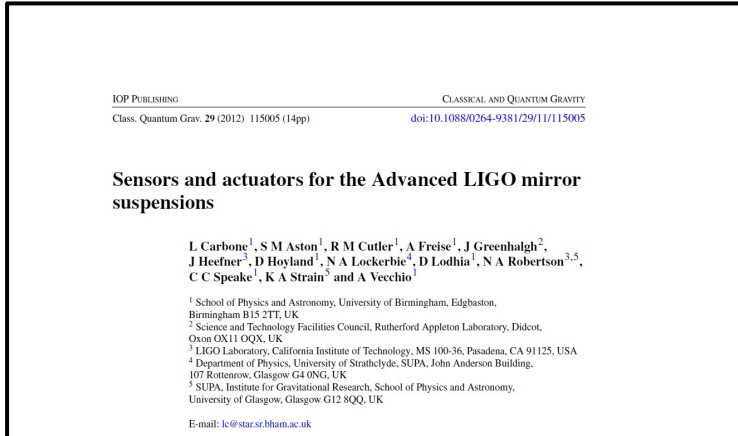 IOP PUBLISHING
CLASSICAL AND QUANTUM GRAVITY
Class. Quantum Grav. 29 (2012) 115005 (14pp)
doi:10.1088/0264-9381/29/11/115005
Sensors and actuators for the Advanced LIGO mirror
suspensions
L Carbone1, S M Aston1, R M Cutler1, A Freise1, J Greenhalgh2,
J Heefner3, D Hoyland1, N A Lockerbie4, D Lodhia1, N A Robertson3,5,
C C Speake1, K A Strain5 and A Vecchio1
1 School of Physics and Astronomy, University of Birmingham, Edgbaston,
Birmingham B15 2TT, UK
2 Science and Technology Facilities Council, Rutherford Appleton Laboratory, Didcot,
Oxon OX11 OQX, UK
3 LIGO Laboratory, California Institute of Technology, MS 100-36, Pasadena, CA 91125, USA
4 Department of Physics, University of Strathclyde, SUPA, John Anderson Building,
107 Rottenrow, Glasgow G4 0NG, UK
5 SUPA, Institute for Gravitational Research, School of Physics and Astronomy,
University of Glasgow, Glasgow G12 8QQ, UK
E-mail: lc@star.sr.bham.ac.uk